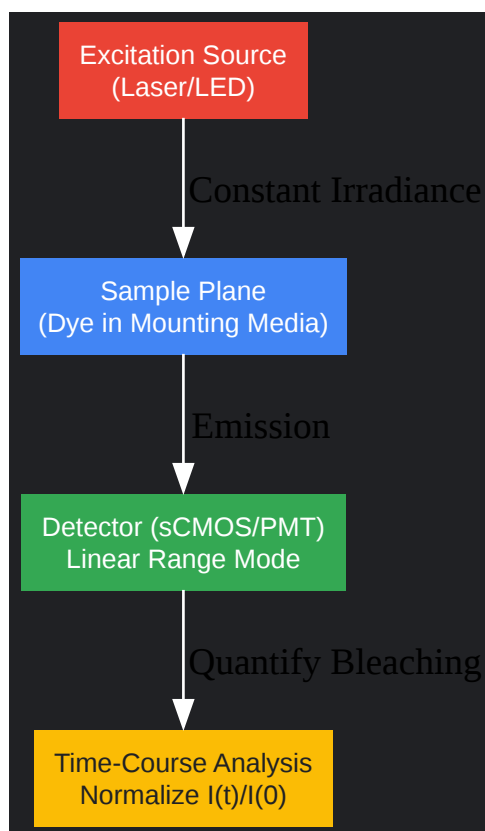 Excitation Source
(Laser/LED)
Constant Irradiance
Sample Plane
(Dye in Mounting Media)
Emission
Detector (sCMOS/PMT)
Linear Range Mode
Quantify Bleaching
Time-Course Analysis
Normalize I(t)/I(0)